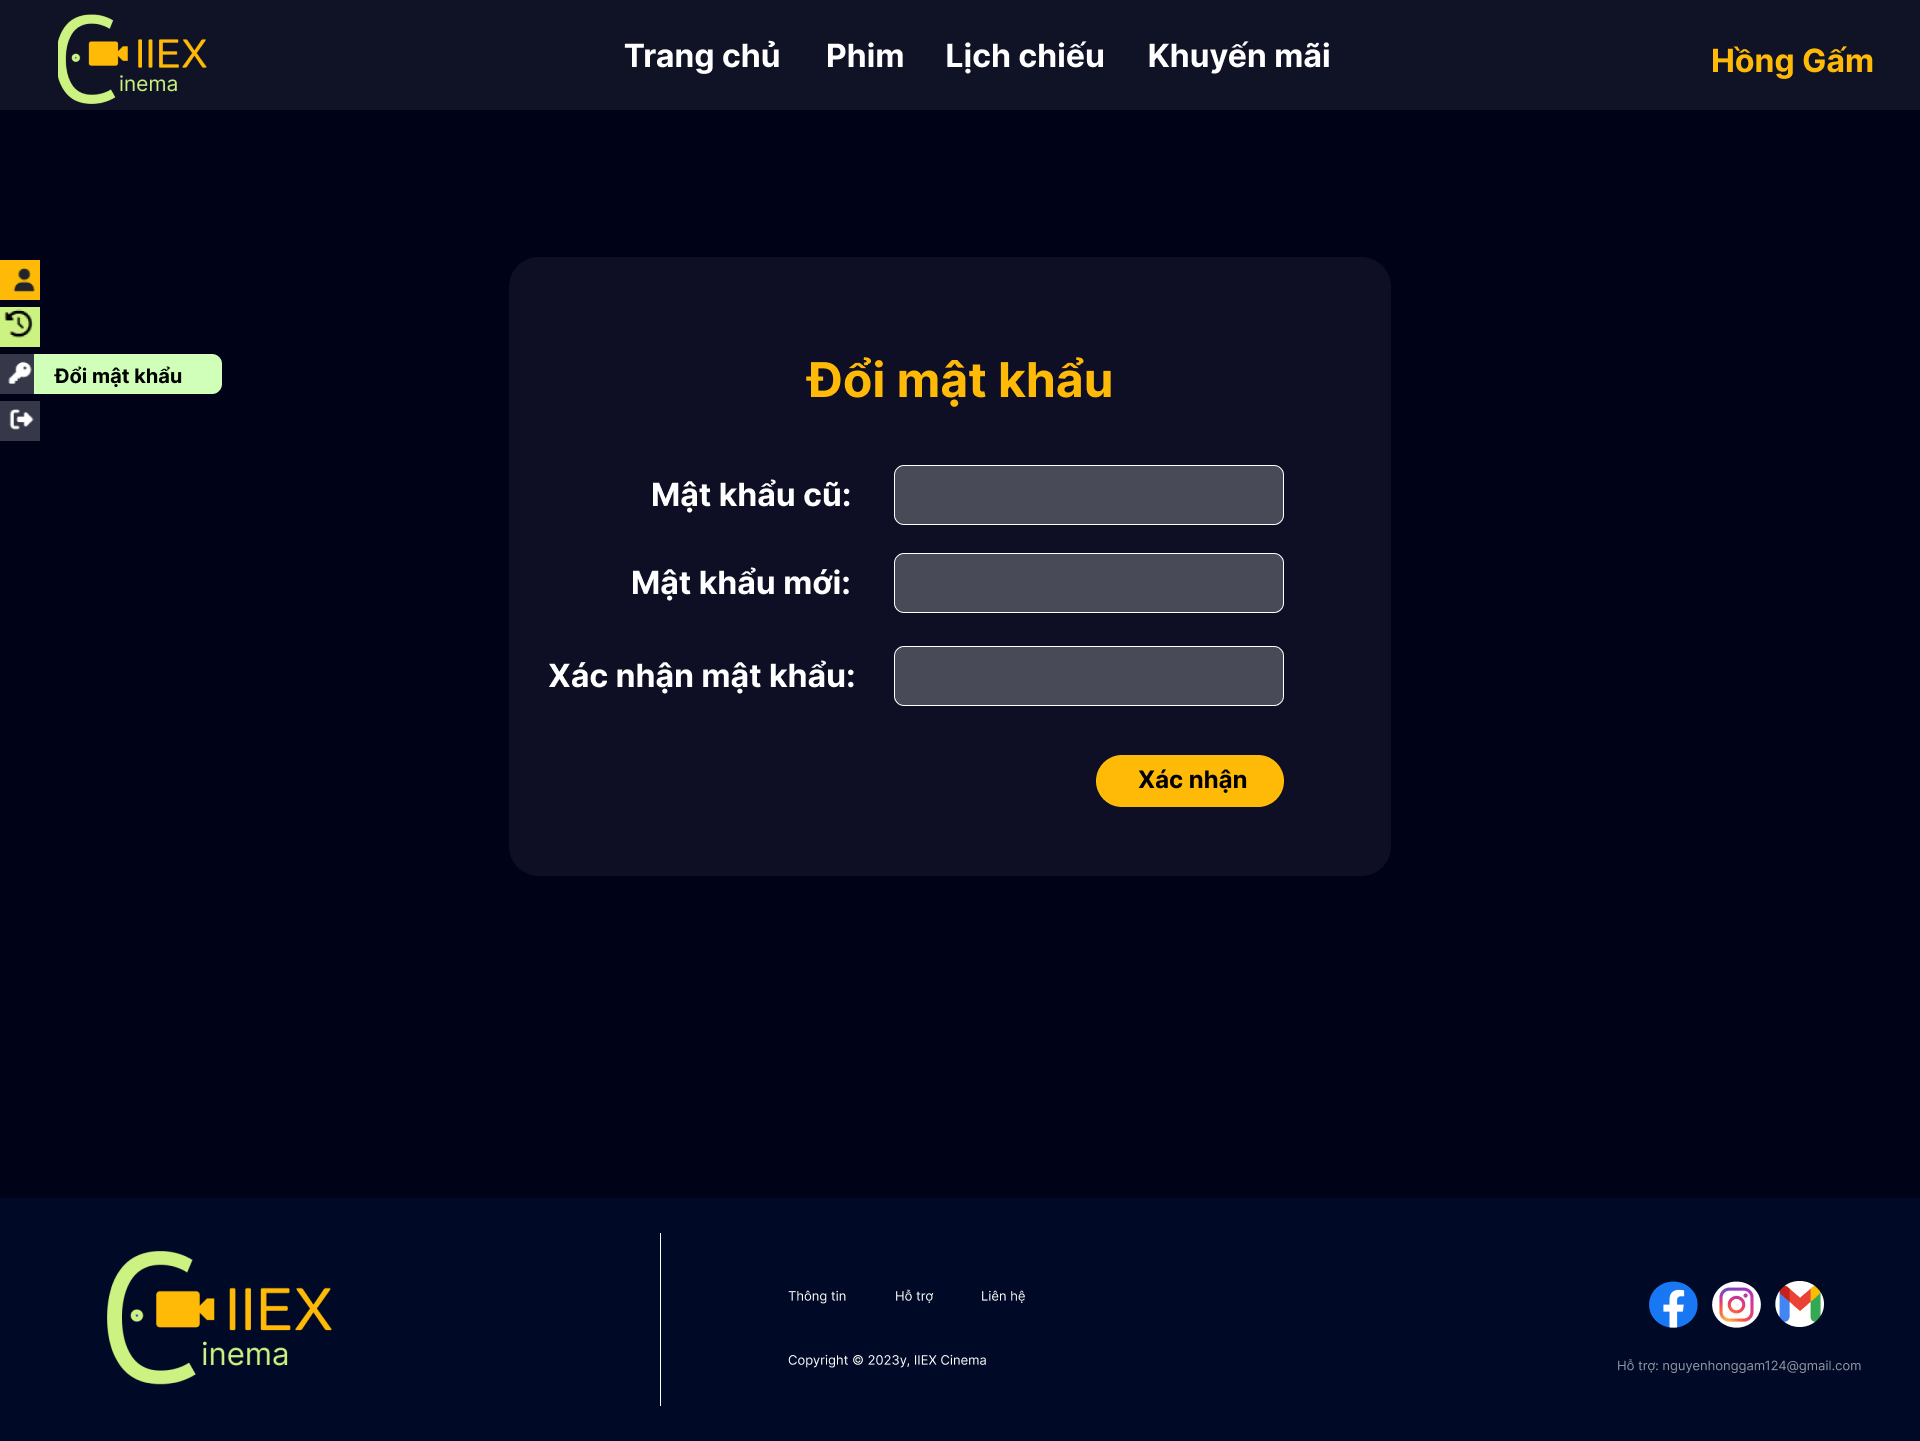 IIEX
inema
Trang chủ Phim Lịch chiếu Khuyến mãi
Hồng Gấm
Đổi mật khẩu
Đổi mật khẩu
Mật khẩu cũ:
Mật khẩu mới:
Xác nhận mật khẩu:
Xác nhận
IIEX
inema
Thông tin Hỗ trợ Liên hệ
Copyright © 2023y, IIEX Cinema
Hỗ trợ: nguyenhonggam124@gmail.com